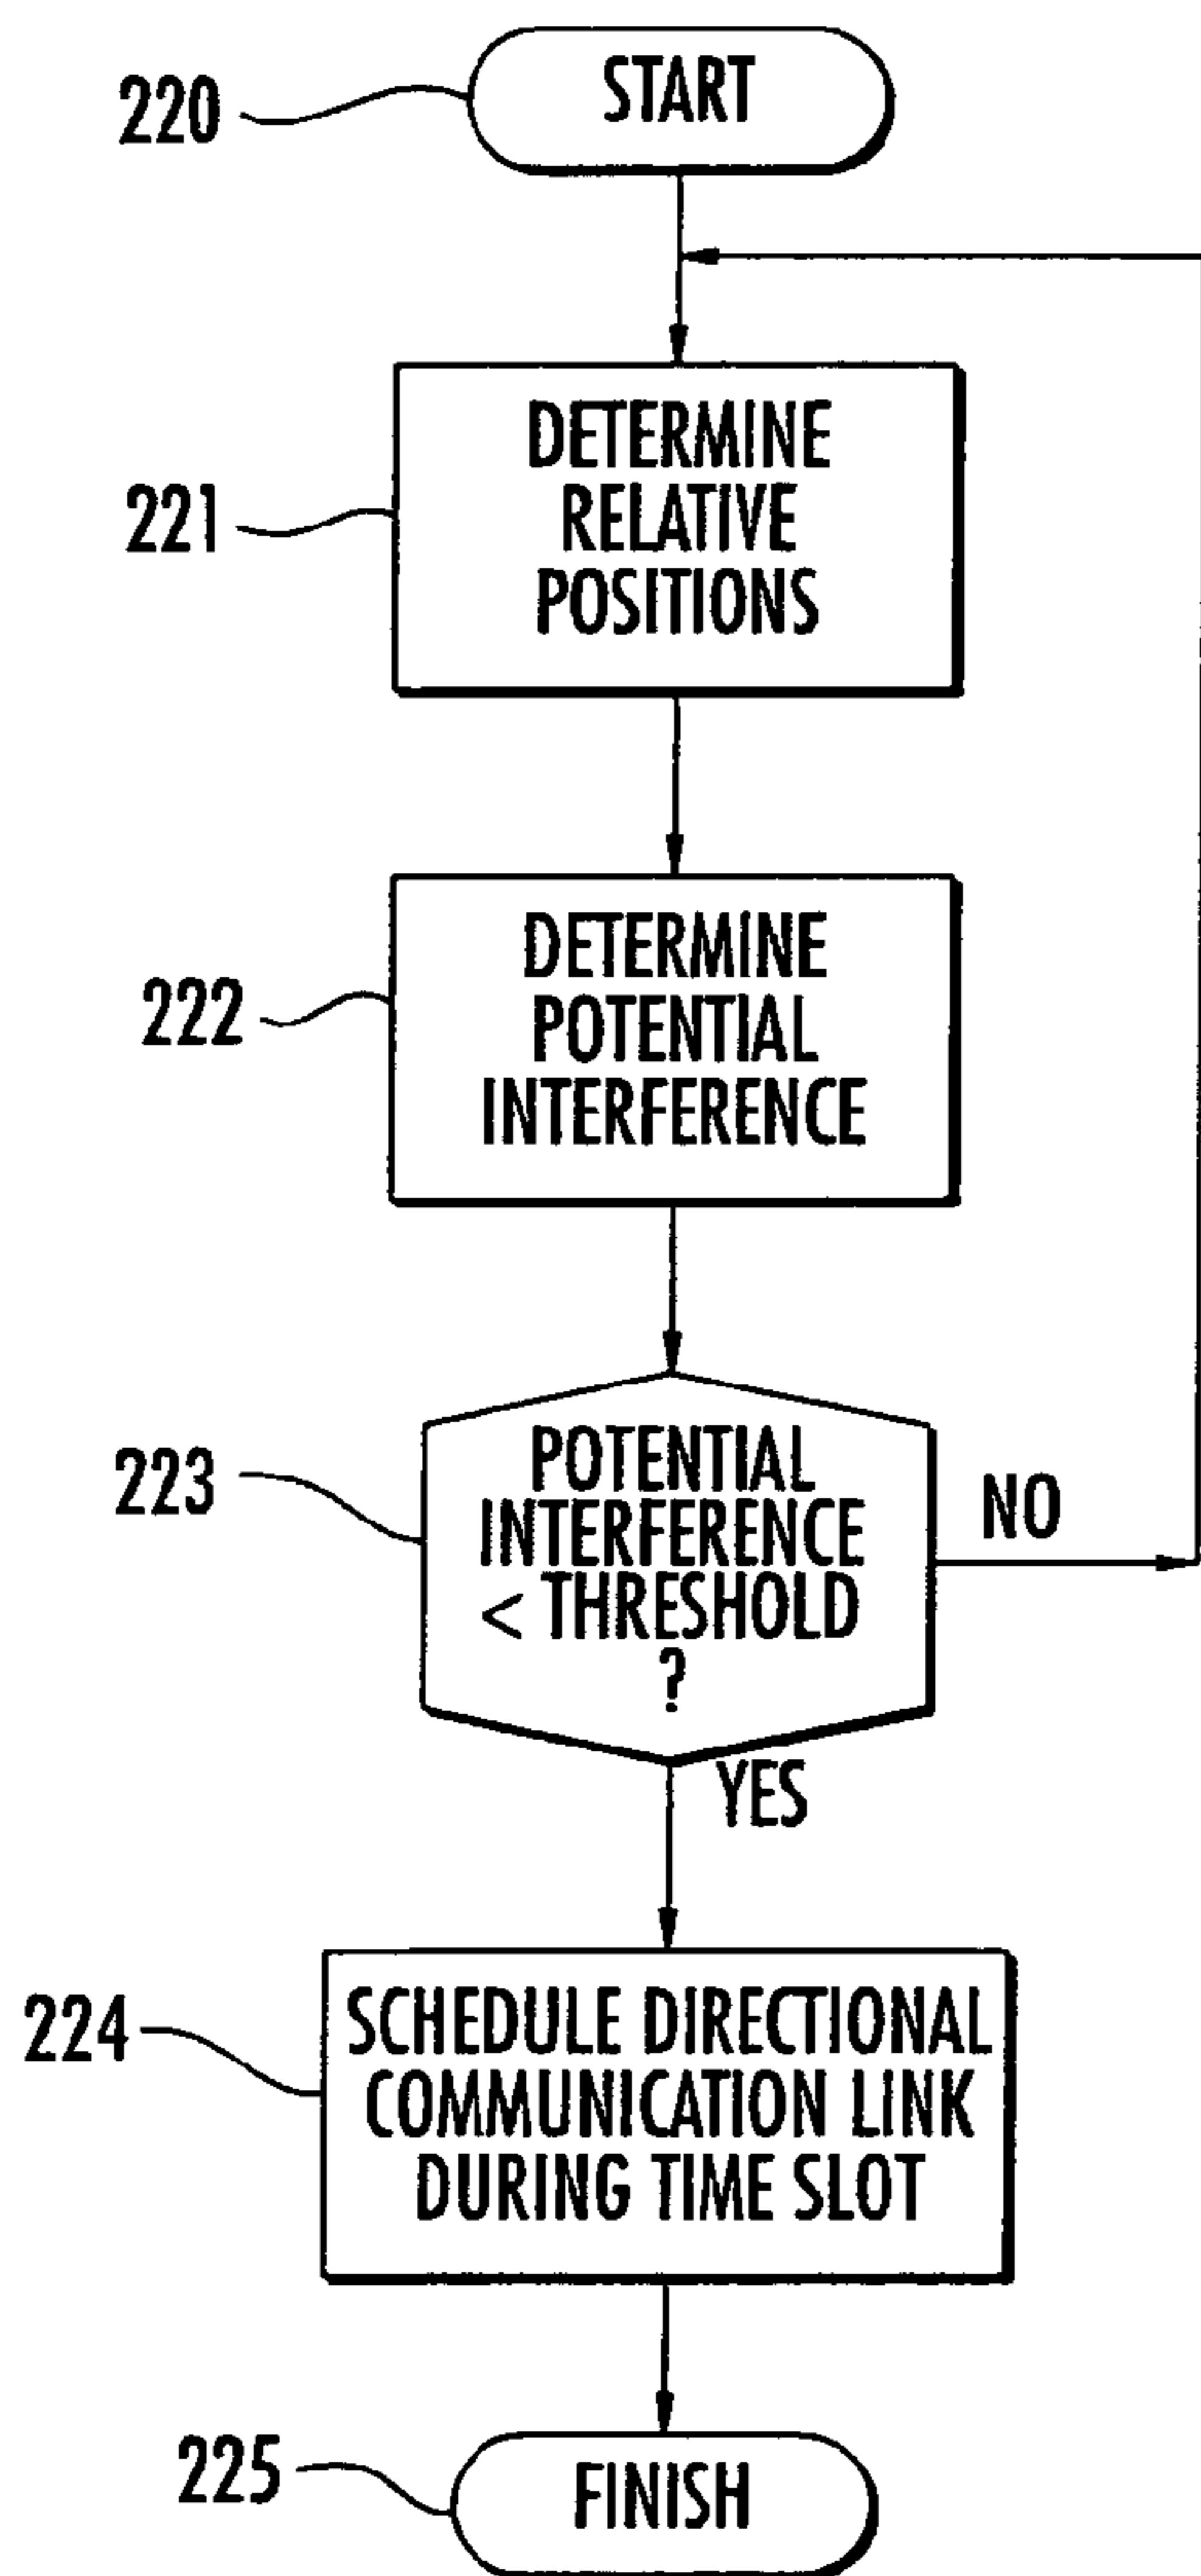 220
START
221
DETERMINE
RELATIVE
POSITIONS
222
DETERMINE
POTENTIAL
INTERFERENCE
223
POTENTIAL
INTERFERENCE
< THRESHOLD
?
NO
YES
224
SCHEDULE DIRECTIONAL
COMMUNICATION LINK
DURING TIME SLOT
225
FINISH